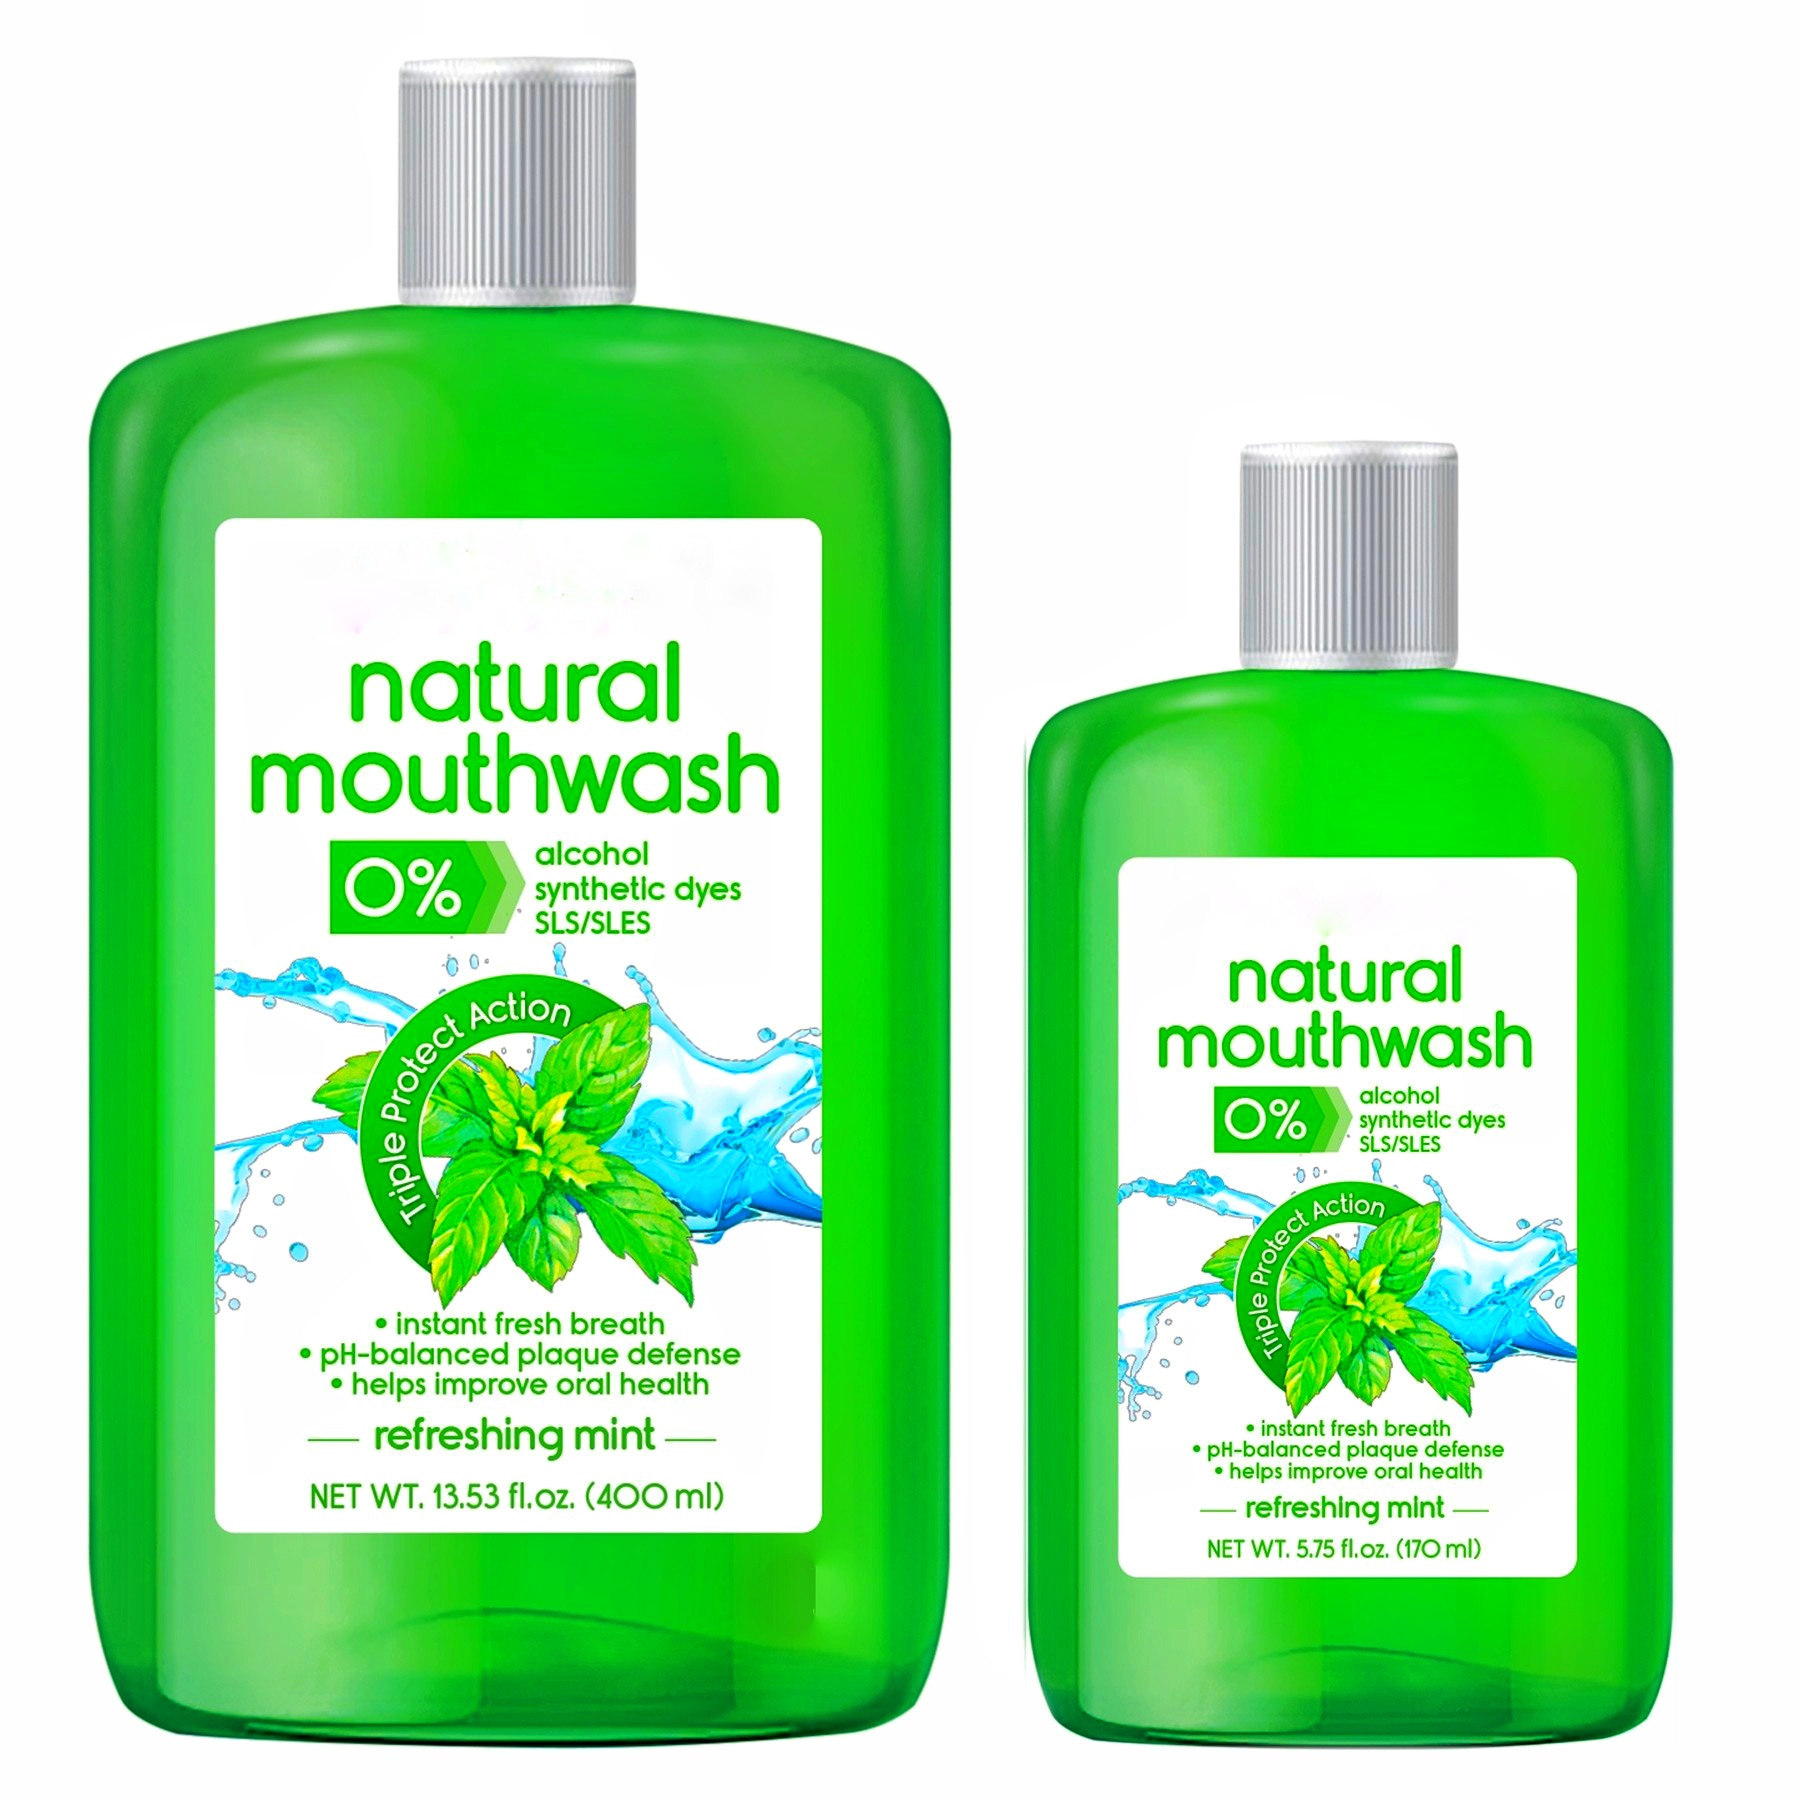 natural
mouthwash
0%
alcohol
synthetic dyes
SLS/SLES
Triple Protect Action
• instant fresh breath
• pH-balanced plaque defense
• helps improve oral health
refreshing mint
NET WT. 13.53 fl.oz. (400 ml)
natural
mouthwash
0%
alcohol
synthetic dyes
SLS/SLES
Triple Protect Action
• instant fresh breath
• pH-balanced plaque defense
• helps improve oral health
refreshing mint
NET WT. 5.75 fl.oz. (170 ml)